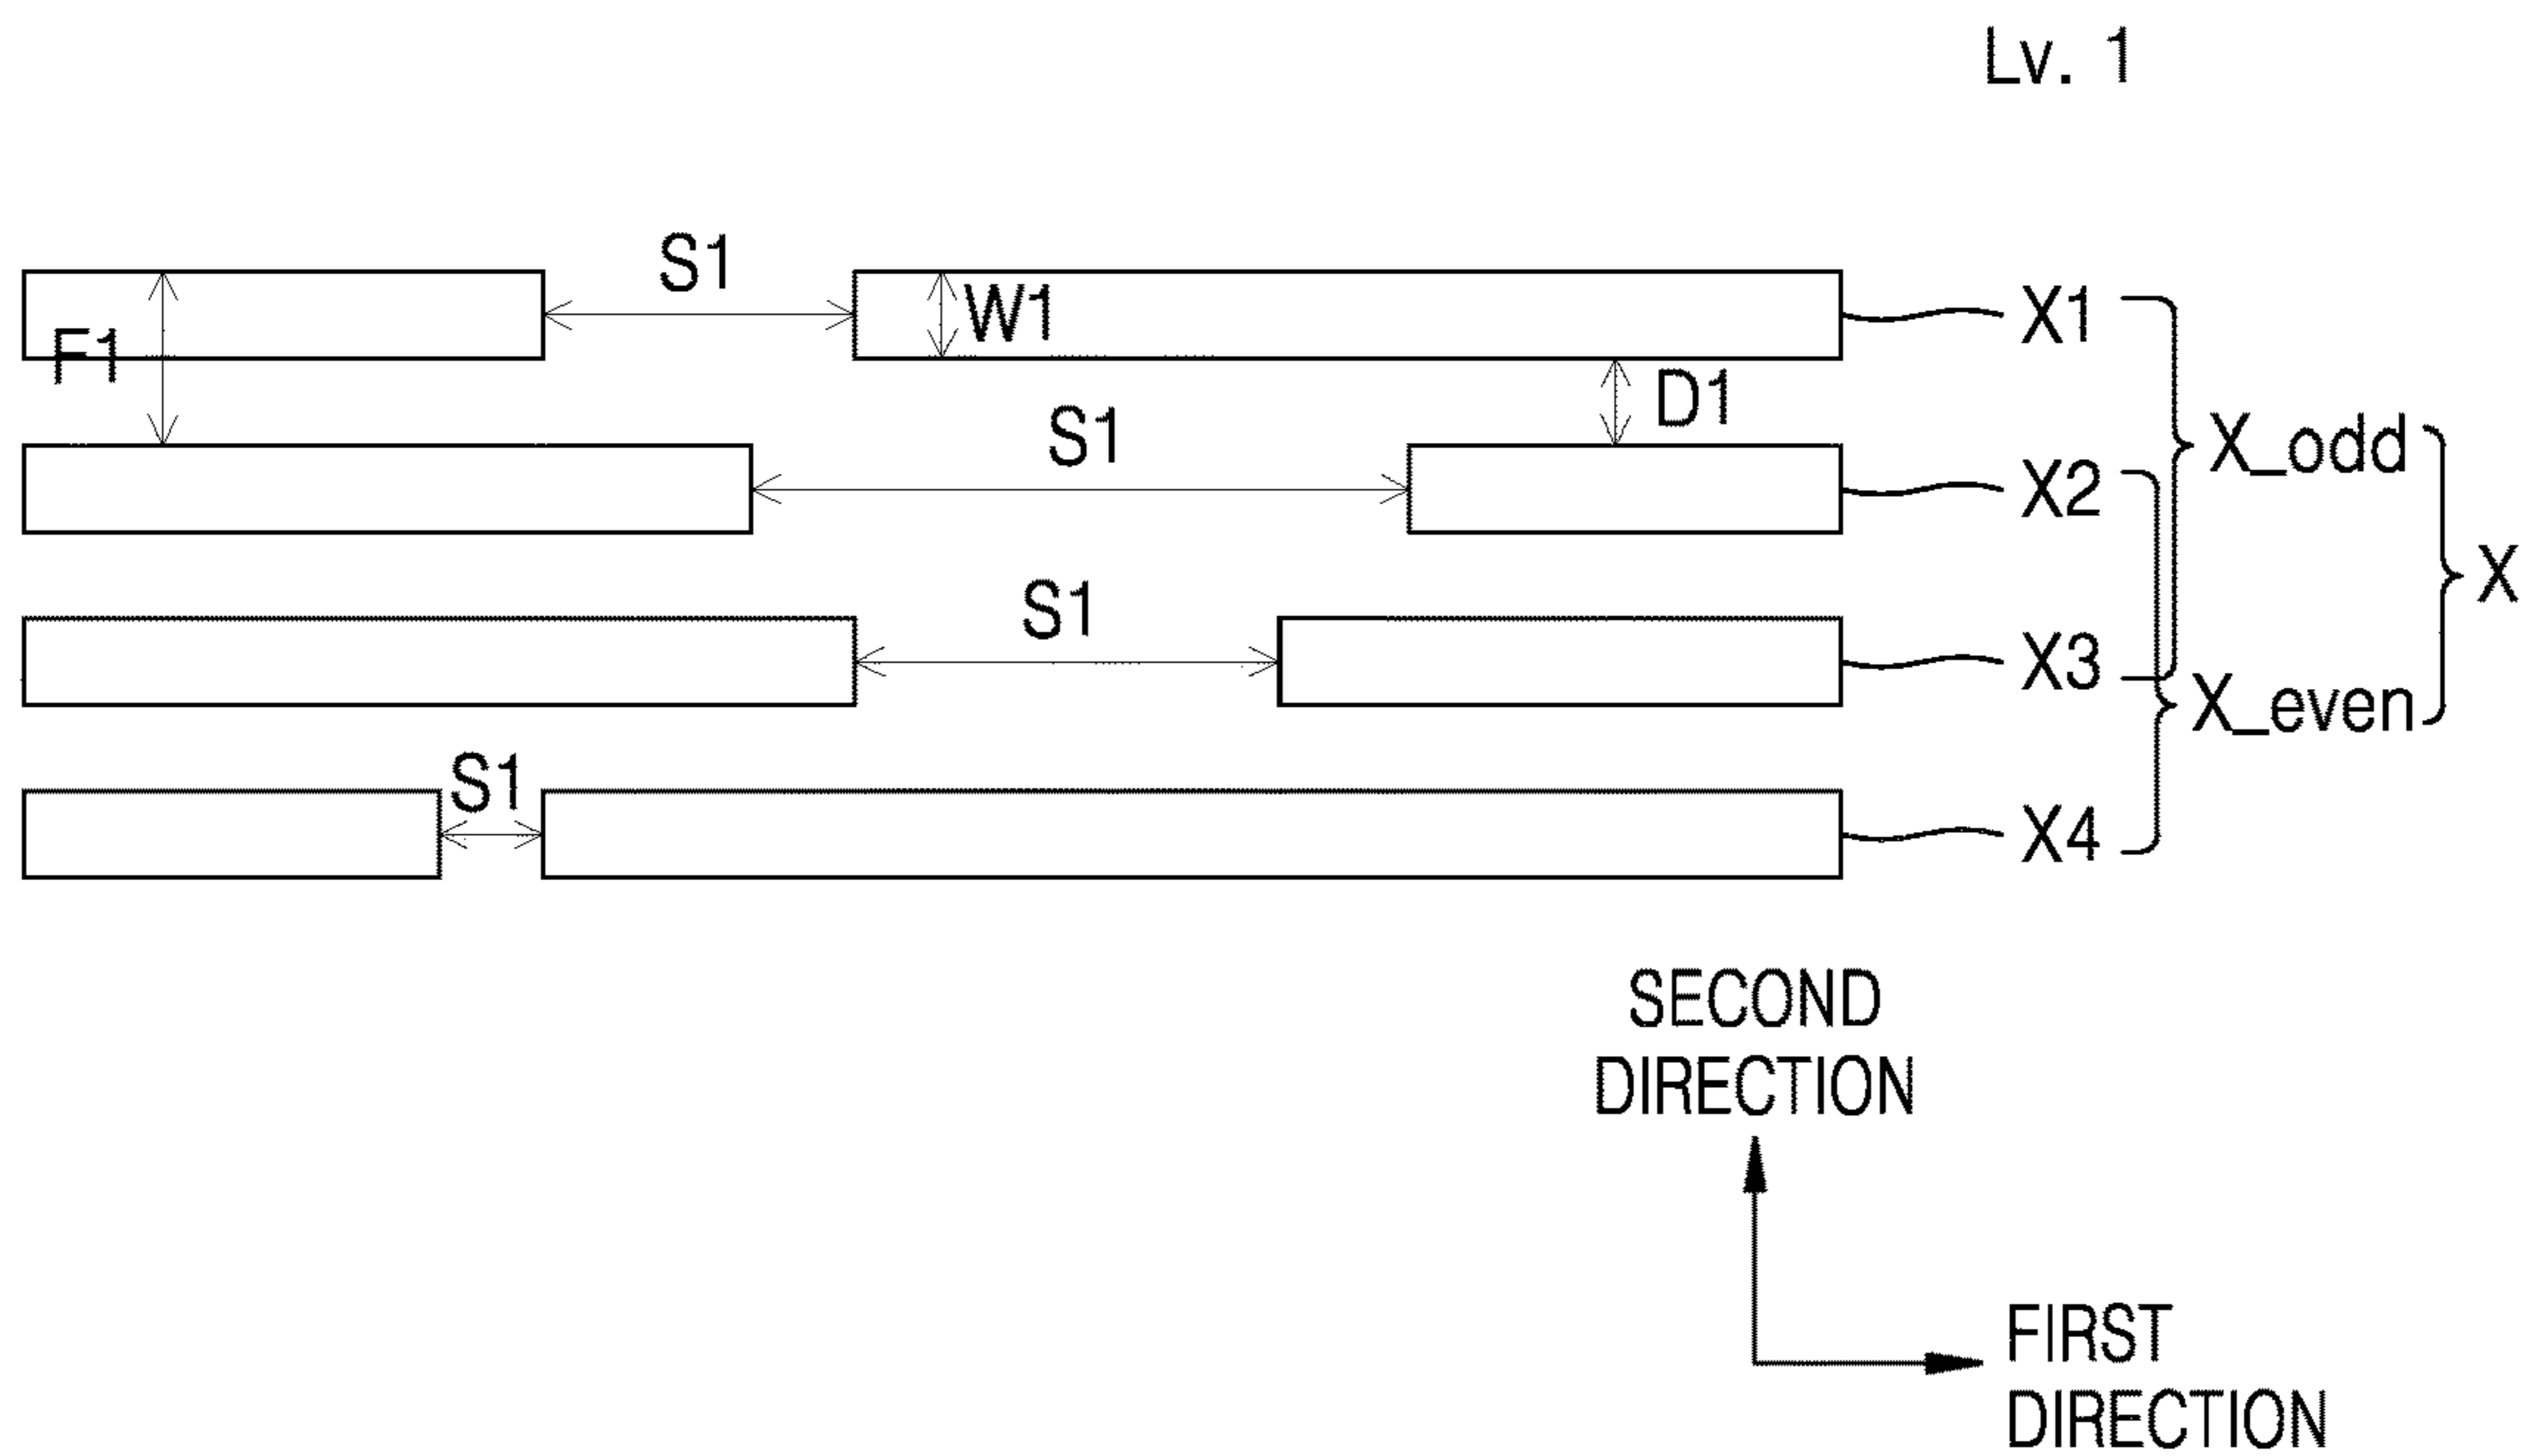 Lv. 1
S1
W1
X1
F1
D1
S1
X_odd
X2
X
S1
X3
X_even
S1
X4
SECOND
DIRECTION
FIRST
DIRECTION